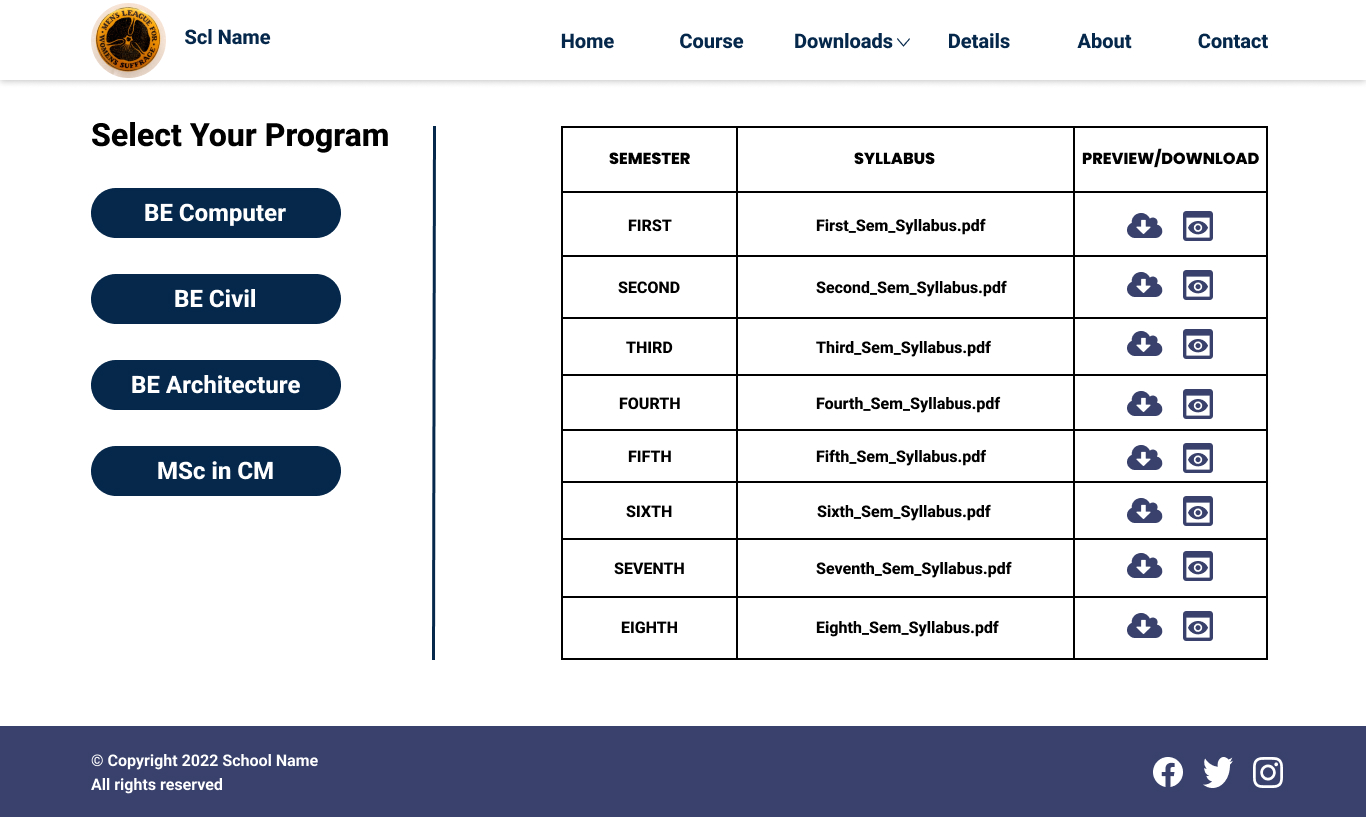 MEN'S LEAGUE FOR
WOMEN'S SUFFRAGE
Scl Name
Home Course Downloads Details About Contact
Select Your Program
BE Computer
BE Civil
BE Architecture
MSc in CM
SEMESTER SYLLABUS PREVIEW/DOWNLOAD
FIRST First_Sem_Syllabus.pdf
SECOND Second_Sem_Syllabus.pdf
THIRD Third_Sem_Syllabus.pdf
FOURTH Fourth_Sem_Syllabus.pdf
FIFTH Fifth_Sem_Syllabus.pdf
SIXTH Sixth_Sem_Syllabus.pdf
SEVENTH Seventh_Sem_Syllabus.pdf
EIGHTH Eighth_Sem_Syllabus.pdf
© Copyright 2022 School Name
All rights reserved